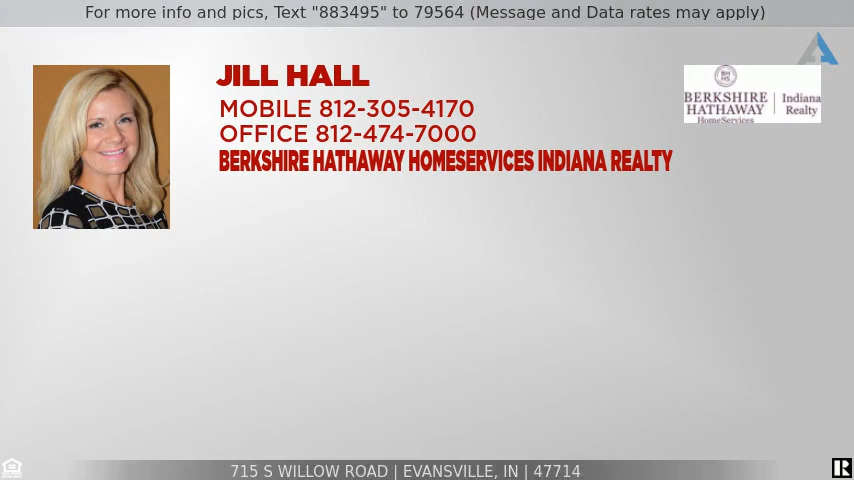 For more info and pics, Text "883495" to 79564 (Message and Data rates may apply)
JILL HALL
MOBILE 812-305-4170
OFFICE 812-474-7000
BERKSHIRE HATHAWAY HOMESERVICES INDIANA REALTY
BH
HS
BERKSHIRE
HATHAWAY
HomeServices
Indiana
Realty
715 S WILLOW ROAD | EVANSVILLE, IN | 47714